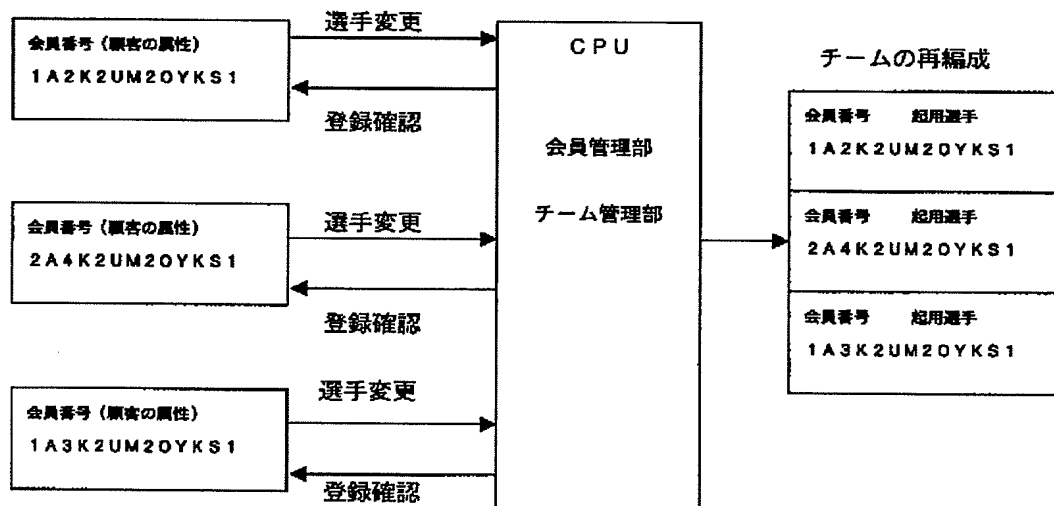 会員番号(顧客の属性)
1A2K2UM2OYKS1
選手変更
登録確認
会員番号(顧客の属性)
2A4K2UM2OYKS1
選手変更
登録確認
会員番号(顧客の属性)
1A3K2UM2OYKS1
選手変更
登録確認
CPU
会員管理部
チーム管理部
チームの再編成
会員番号 起用選手
1A2K2UM2OYKS1
会員番号 起用選手
2A4K2UM2OYKS1
会員番号 起用選手
1A3K2UM2OYKS1